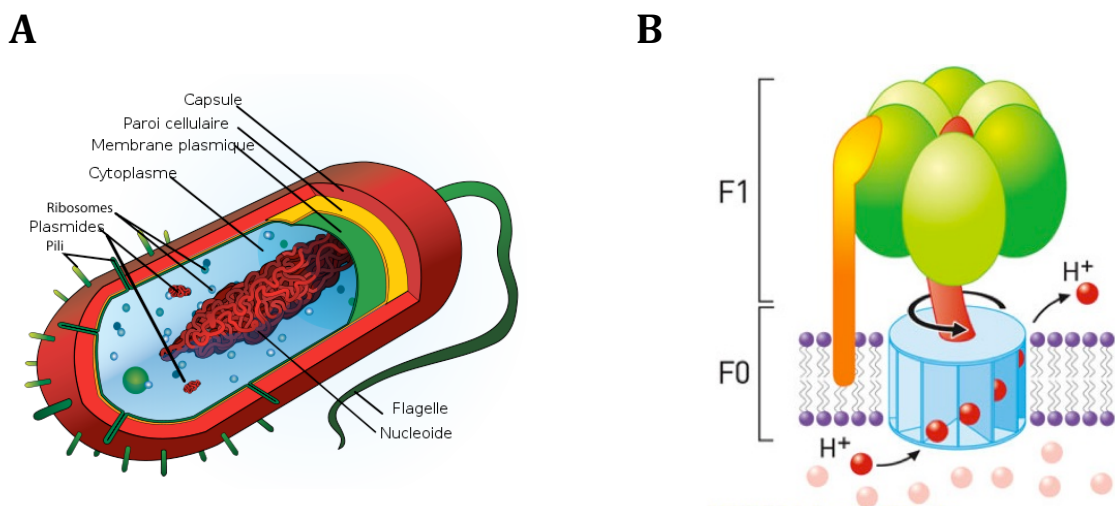 A
Capsule
Paroi cellulaire
Membrane plasmique
Cytoplasme
Ribosomes
Plasmides
Pili
Flagelle
Nucleoide
B
F1
H+
F0
H+